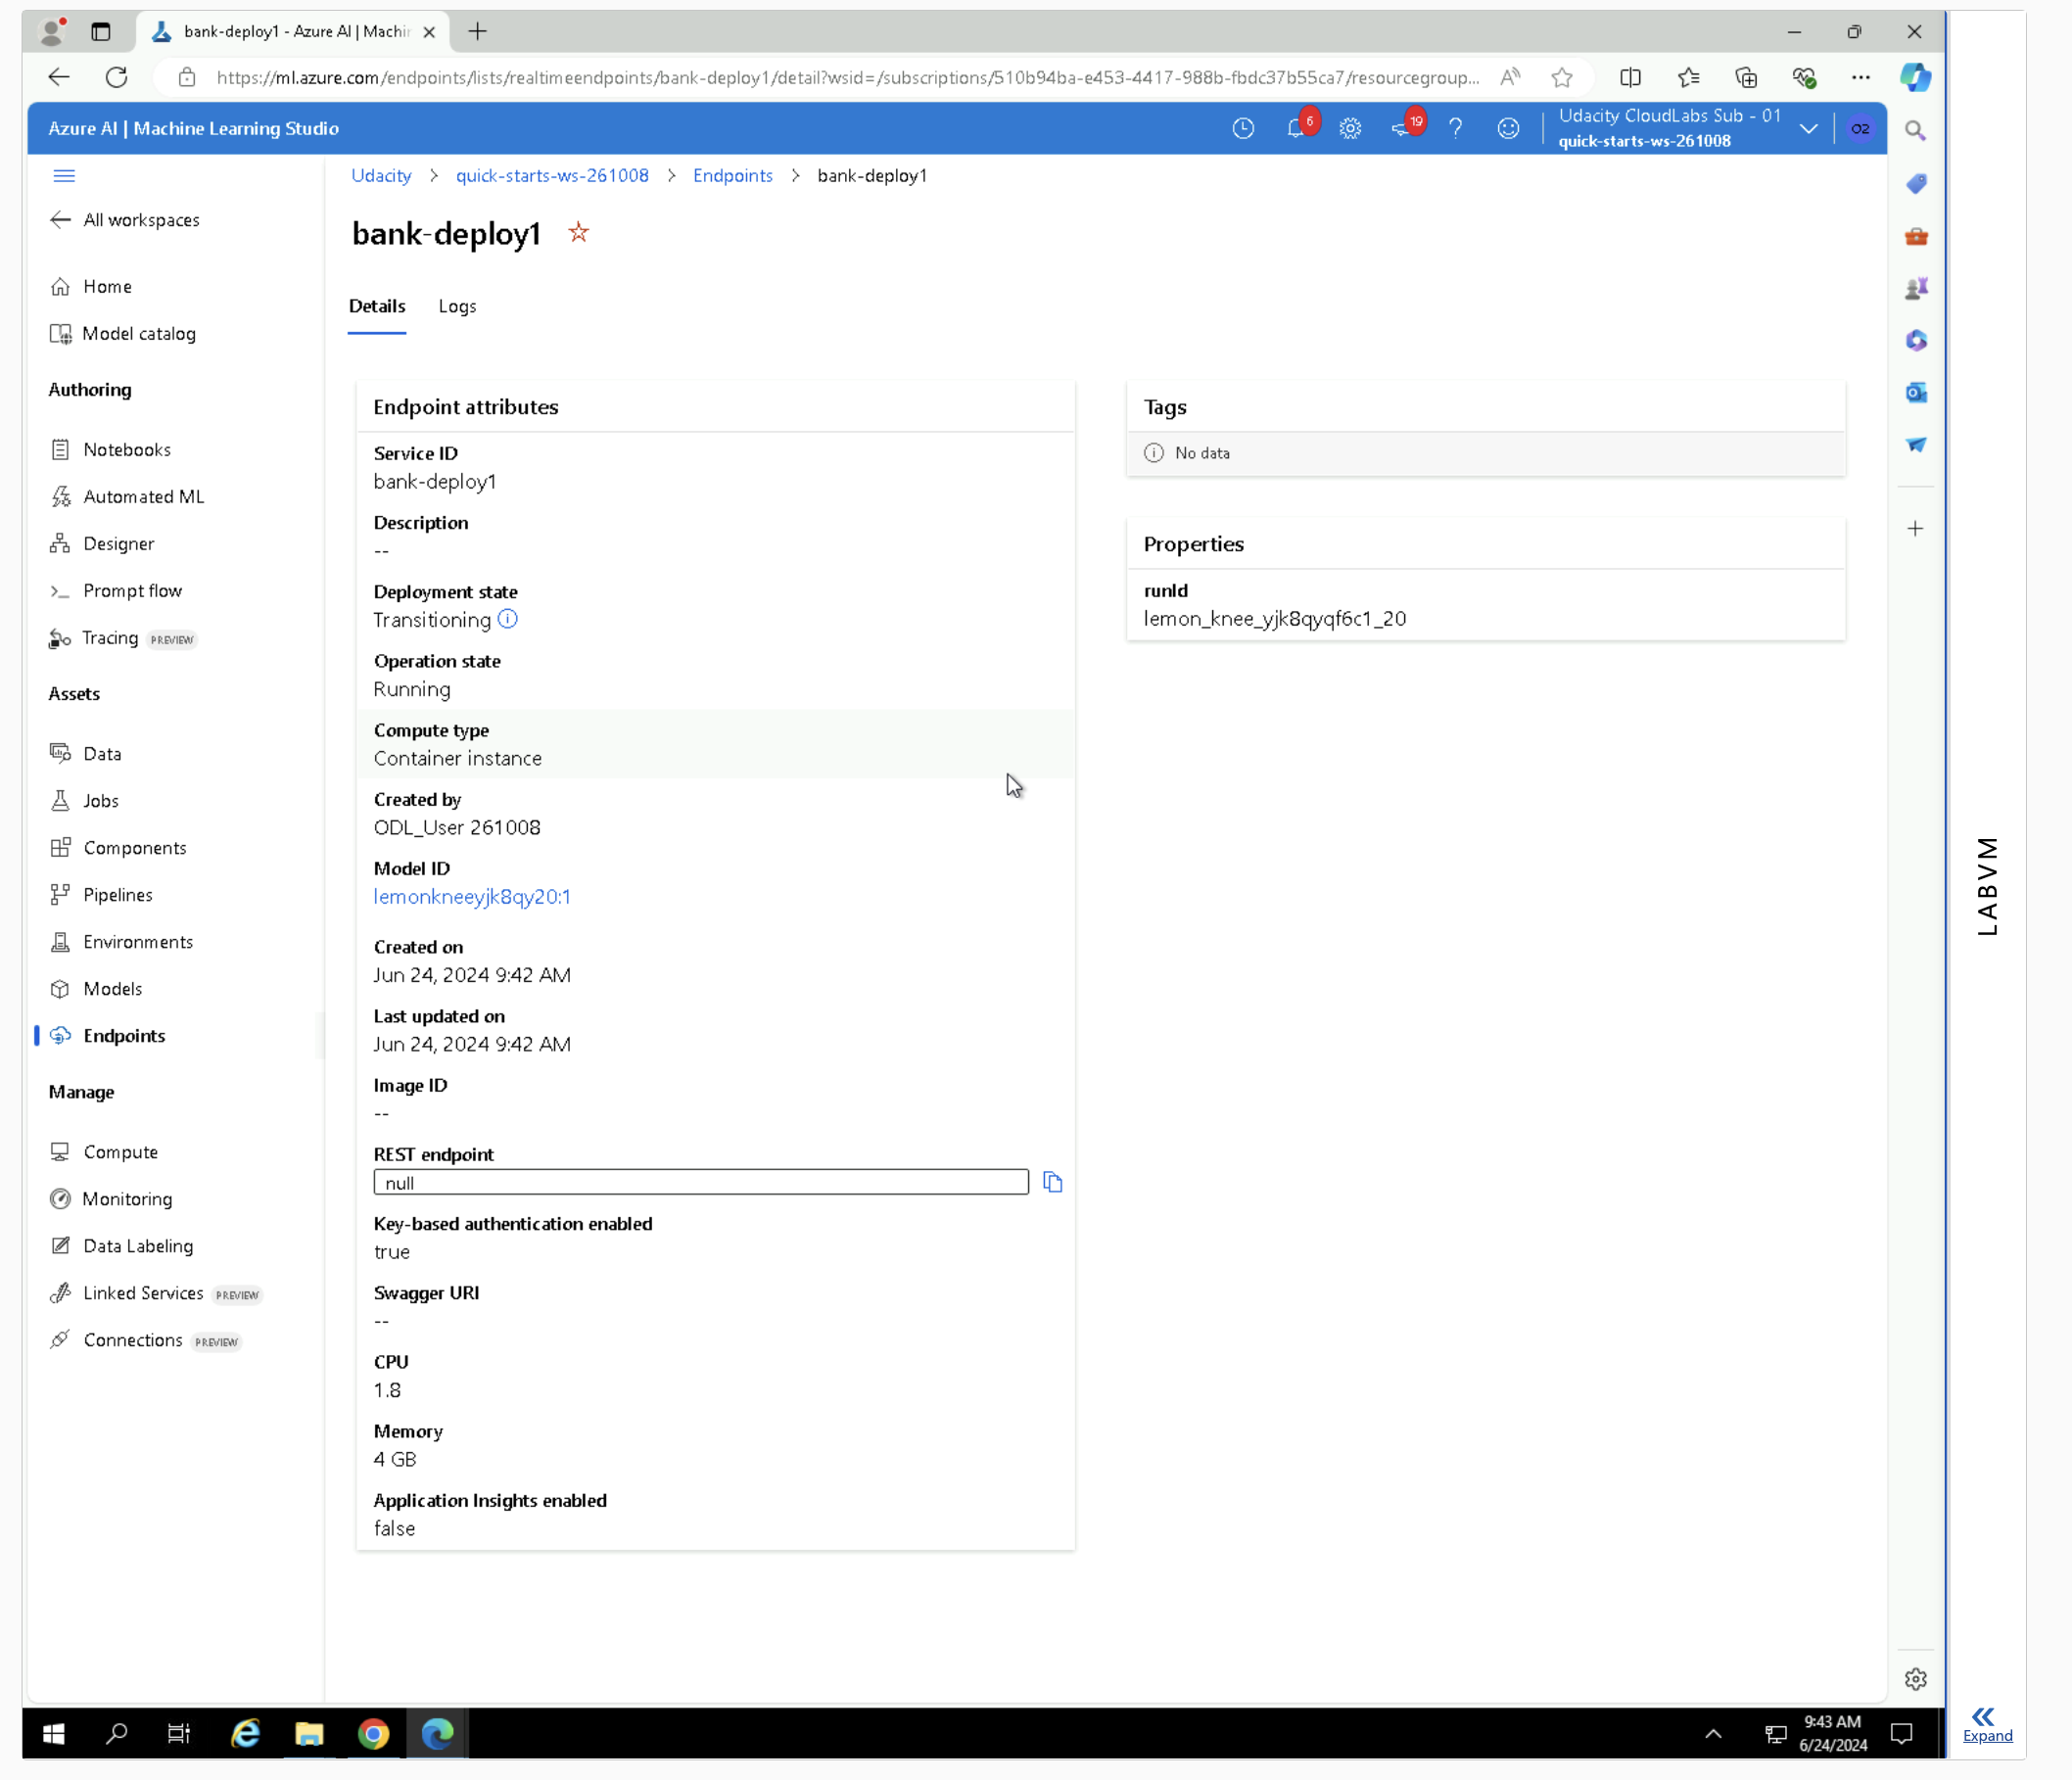 bank-deploy1 - Azure AI | Machin
https://ml.azure.com/endpoints/lists/realtimeendpoints/bank-deploy1/detail?wsid=/subscriptions/510b94ba-e453-4417-988b-fbdc37b55ca7/resourcegroup...
Azure AI | Machine Learning Studio
6
19
Udacity CloudLabs Sub - 01
quick-starts-ws-261008
O2
All workspaces
Home
Model catalog
Authoring
Notebooks
Automated ML
Designer
Prompt flow
Tracing PREVIEW
Assets
Data
Jobs
Components
Pipelines
Environments
Models
Endpoints
Manage
Compute
Monitoring
Data Labeling
Linked Services PREVIEW
Connections PREVIEW
Udacity > quick-starts-ws-261008 > Endpoints > bank-deploy1
bank-deploy1
Details Logs
Endpoint attributes
Service ID
bank-deploy1
Description
--
Deployment state
Transitioning
Operation state
Running
Compute type
Container instance
Created by
ODL_User 261008
Model ID
lemonkneeyjk8qy20:1
Created on
Jun 24, 2024 9:42 AM
Last updated on
Jun 24, 2024 9:42 AM
Image ID
--
REST endpoint
null
Key-based authentication enabled
true
Swagger URI
--
CPU
1.8
Memory
4 GB
Application Insights enabled
false
Tags
No data
Properties
runId
lemon_knee_yjk8qyqf6c1_20
LABVM
Expand
9:43 AM
6/24/2024